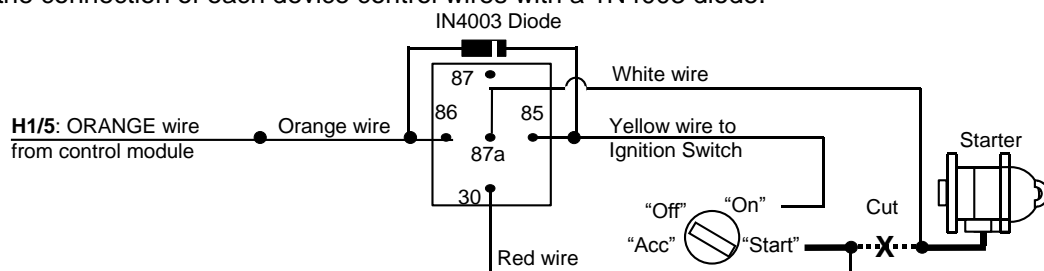 the connection of each device control wires with a 1N4003 diode.
IN4003 Diode
87
White wire
H1/5: ORANGE wire
from control module
Orange wire
86
85
87a
Yellow wire to
Ignition Switch
Starter
30
"Off"
"On"
Cut
"Acc"
"Start"
X
Red wire